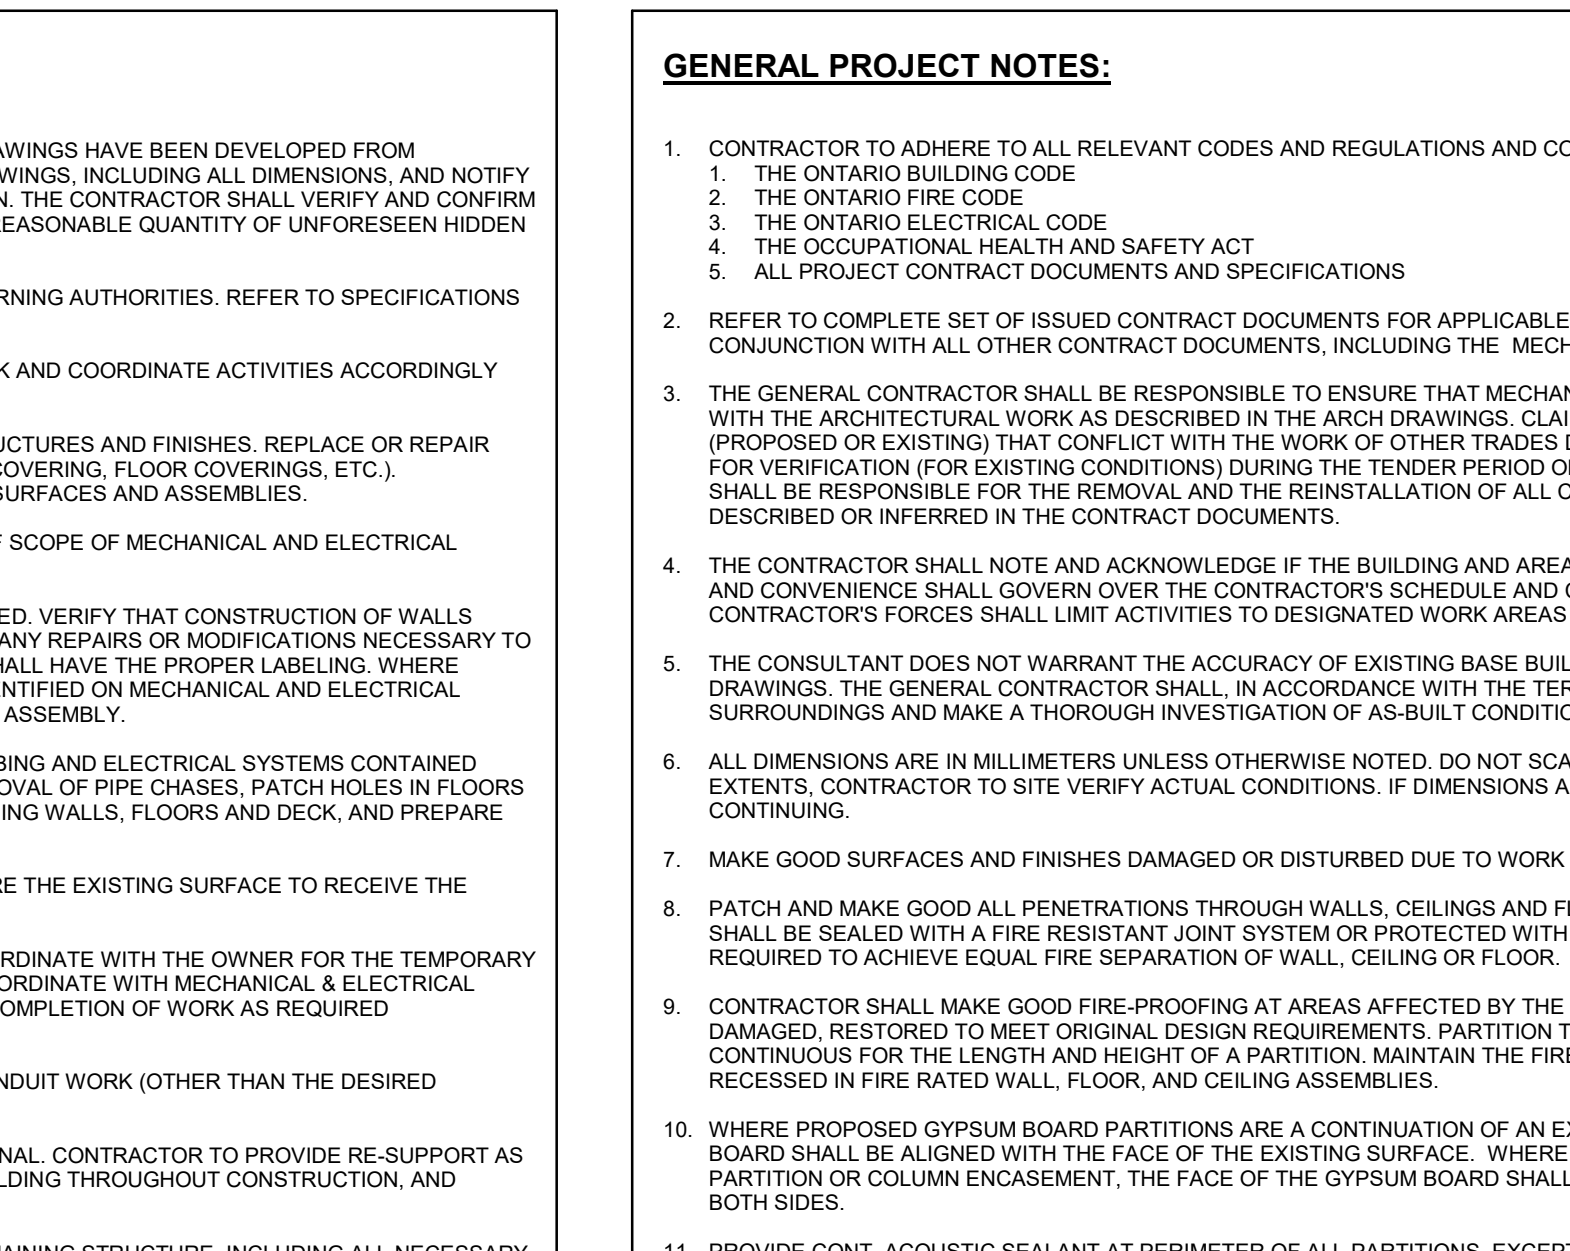 AWINGS HAVE BEEN DEVELOPED FROM
WINGS, INCLUDING ALL DIMENSIONS, AND NOTIFY
N. THE CONTRACTOR SHALL VERIFY AND CONFIRM
REASONABLE QUANTITY OF UNFORESEEN HIDDEN
RNING AUTHORITIES. REFER TO SPECIFICATIONS
K AND COORDINATE ACTIVITIES ACCORDINGLY
UCTURES AND FINISHES. REPLACE OR REPAIR
COVERING, FLOOR COVERINGS, ETC.).
SURFACES AND ASSEMBLIES.
F SCOPE OF MECHANICAL AND ELECTRICAL
ED. VERIFY THAT CONSTRUCTION OF WALLS
ANY REPAIRS OR MODIFICATIONS NECESSARY TO
HALL HAVE THE PROPER LABELING. WHERE
ENTIFIED ON MECHANICAL AND ELECTRICAL
ASSEMBLY.
BING AND ELECTRICAL SYSTEMS CONTAINED
OVAL OF PIPE CHASES, PATCH HOLES IN FLOORS
ING WALLS, FLOORS AND DECK, AND PREPARE
RE THE EXISTING SURFACE TO RECEIVE THE
RDINATE WITH THE OWNER FOR THE TEMPORARY
ORDINATE WITH MECHANICAL & ELECTRICAL
OMPLETION OF WORK AS REQUIRED
NDUIT WORK (OTHER THAN THE DESIRED
NAL. CONTRACTOR TO PROVIDE RE-SUPPORT AS
LDING THROUGHOUT CONSTRUCTION, AND
AINING STRUCTURE, INCLUDING ALL NECESSARY
GENERAL PROJECT NOTES:
1. CONTRACTOR TO ADHERE TO ALL RELEVANT CODES AND REGULATIONS AND CO
1. THE ONTARIO BUILDING CODE
2. THE ONTARIO FIRE CODE
3. THE ONTARIO ELECTRICAL CODE
4. THE OCCUPATIONAL HEALTH AND SAFETY ACT
5. ALL PROJECT CONTRACT DOCUMENTS AND SPECIFICATIONS
2. REFER TO COMPLETE SET OF ISSUED CONTRACT DOCUMENTS FOR APPLICABLE
CONJUNCTION WITH ALL OTHER CONTRACT DOCUMENTS, INCLUDING THE MECH
3. THE GENERAL CONTRACTOR SHALL BE RESPONSIBLE TO ENSURE THAT MECHAN
WITH THE ARCHITECTURAL WORK AS DESCRIBED IN THE ARCH DRAWINGS. CLAI
(PROPOSED OR EXISTING) THAT CONFLICT WITH THE WORK OF OTHER TRADES D
FOR VERIFICATION (FOR EXISTING CONDITIONS) DURING THE TENDER PERIOD O
SHALL BE RESPONSIBLE FOR THE REMOVAL AND THE REINSTALLATION OF ALL C
DESCRIBED OR INFERRED IN THE CONTRACT DOCUMENTS.
4. THE CONTRACTOR SHALL NOTE AND ACKNOWLEDGE IF THE BUILDING AND AREA
AND CONVENIENCE SHALL GOVERN OVER THE CONTRACTOR'S SCHEDULE AND C
CONTRACTOR'S FORCES SHALL LIMIT ACTIVITIES TO DESIGNATED WORK AREAS
5. THE CONSULTANT DOES NOT WARRANT THE ACCURACY OF EXISTING BASE BUIL
DRAWINGS. THE GENERAL CONTRACTOR SHALL, IN ACCORDANCE WITH THE TER
SURROUNDINGS AND MAKE A THOROUGH INVESTIGATION OF AS-BUILT CONDITIO
6. ALL DIMENSIONS ARE IN MILLIMETERS UNLESS OTHERWISE NOTED. DO NOT SCA
EXTENTS, CONTRACTOR TO SITE VERIFY ACTUAL CONDITIONS. IF DIMENSIONS A
CONTINUING.
7. MAKE GOOD SURFACES AND FINISHES DAMAGED OR DISTURBED DUE TO WORK
8. PATCH AND MAKE GOOD ALL PENETRATIONS THROUGH WALLS, CEILINGS AND FL
SHALL BE SEALED WITH A FIRE RESISTANT JOINT SYSTEM OR PROTECTED WITH
REQUIRED TO ACHIEVE EQUAL FIRE SEPARATION OF WALL, CEILING OR FLOOR.
9. CONTRACTOR SHALL MAKE GOOD FIRE-PROOFING AT AREAS AFFECTED BY THE
DAMAGED, RESTORED TO MEET ORIGINAL DESIGN REQUIREMENTS. PARTITION T
CONTINUOUS FOR THE LENGTH AND HEIGHT OF A PARTITION. MAINTAIN THE FIRE
RECESSED IN FIRE RATED WALL, FLOOR, AND CEILING ASSEMBLIES.
10. WHERE PROPOSED GYPSUM BOARD PARTITIONS ARE A CONTINUATION OF AN EX
BOARD SHALL BE ALIGNED WITH THE FACE OF THE EXISTING SURFACE. WHERE
PARTITION OR COLUMN ENCASEMENT, THE FACE OF THE GYPSUM BOARD SHALL
BOTH SIDES.
11. PROVIDE CONT. ACOUSTIC SEALANT AT PERIMETER OF ALL PARTITIONS, EXCEPT